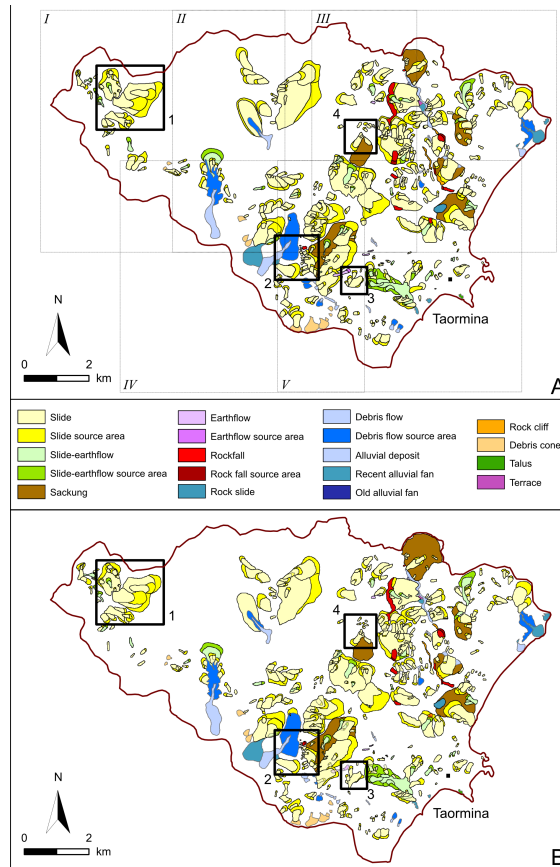 I II III
1
4
2
3
Taormina
N
0 2
km
IV V
A
Slide
Slide source area
Slide-earthflow
Slide-earthflow source area
Sackung
Earthflow
Earthflow source area
Rockfall
Rock fall source area
Rock slide
Debris flow
Debris flow source area
Alluvial deposit
Recent alluvial fan
Old alluvial fan
Rock cliff
Debris cone
Talus
Terrace
1
4
2
3
Taormina
N
0 2
km